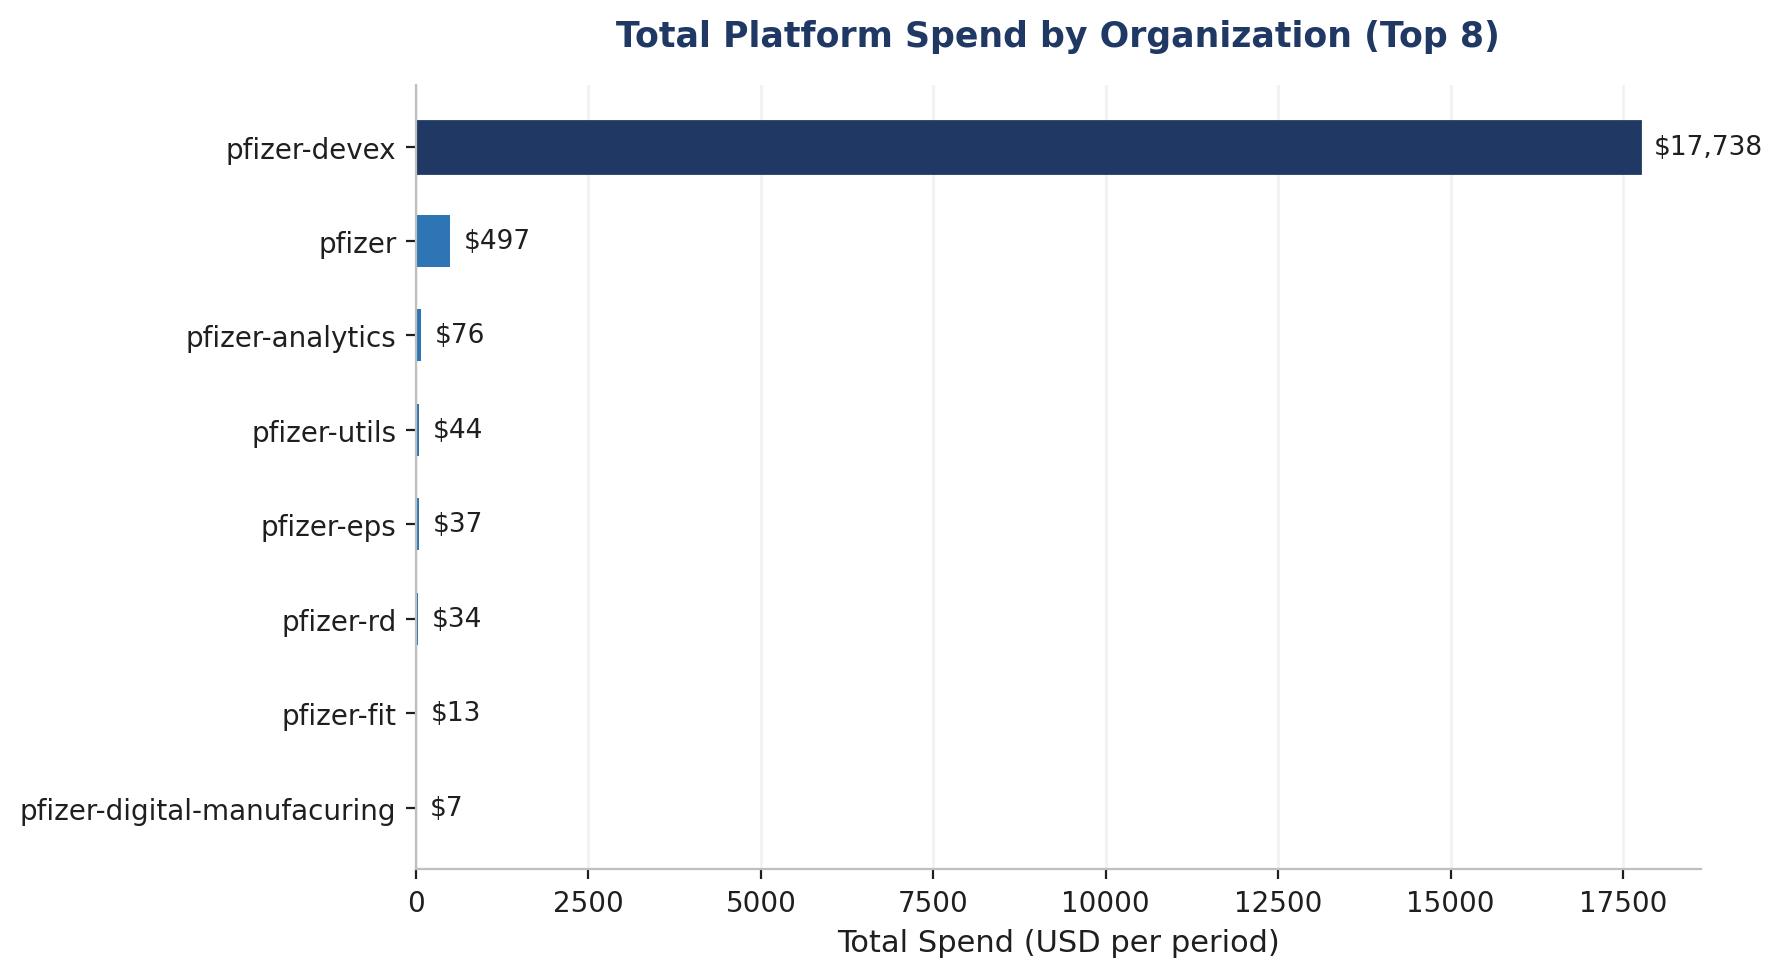 Total Platform Spend by Organization (Top 8)
pfizer-devex $17,738
pfizer $497
pfizer-analytics $76
pfizer-utils $44
pfizer-eps $37
pfizer-rd $34
pfizer-fit $13
pfizer-digital-manufacuring $7
0 2500 5000 7500 10000 12500 15000 17500
Total Spend (USD per period)